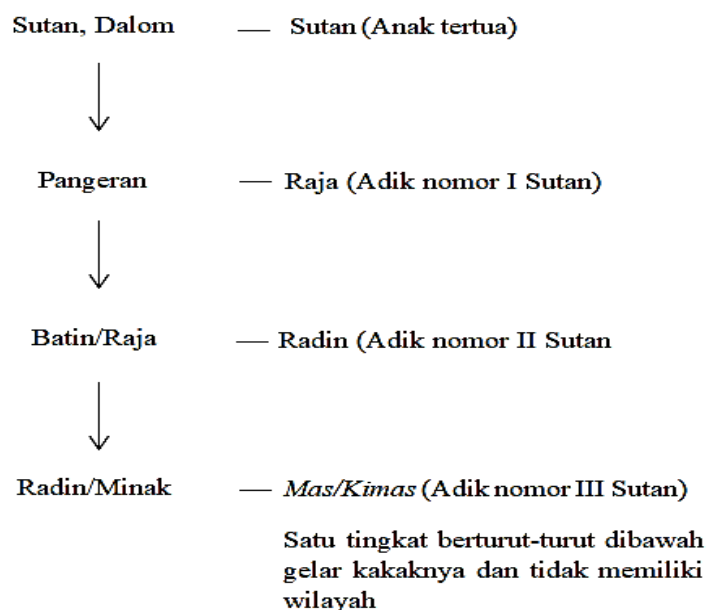 Sutan, Dalom — Sutan (Anak tertua)
Pangeran — Raja (Adik nomor I Sutan)
Batin/Raja — Radin (Adik nomor II Sutan
Radin/Minak — Mas/Kimas (Adik nomor III Sutan)
Satu tingkat berturut-turut dibawah
gelar kakaknya dan tidak memiliki
wilayah